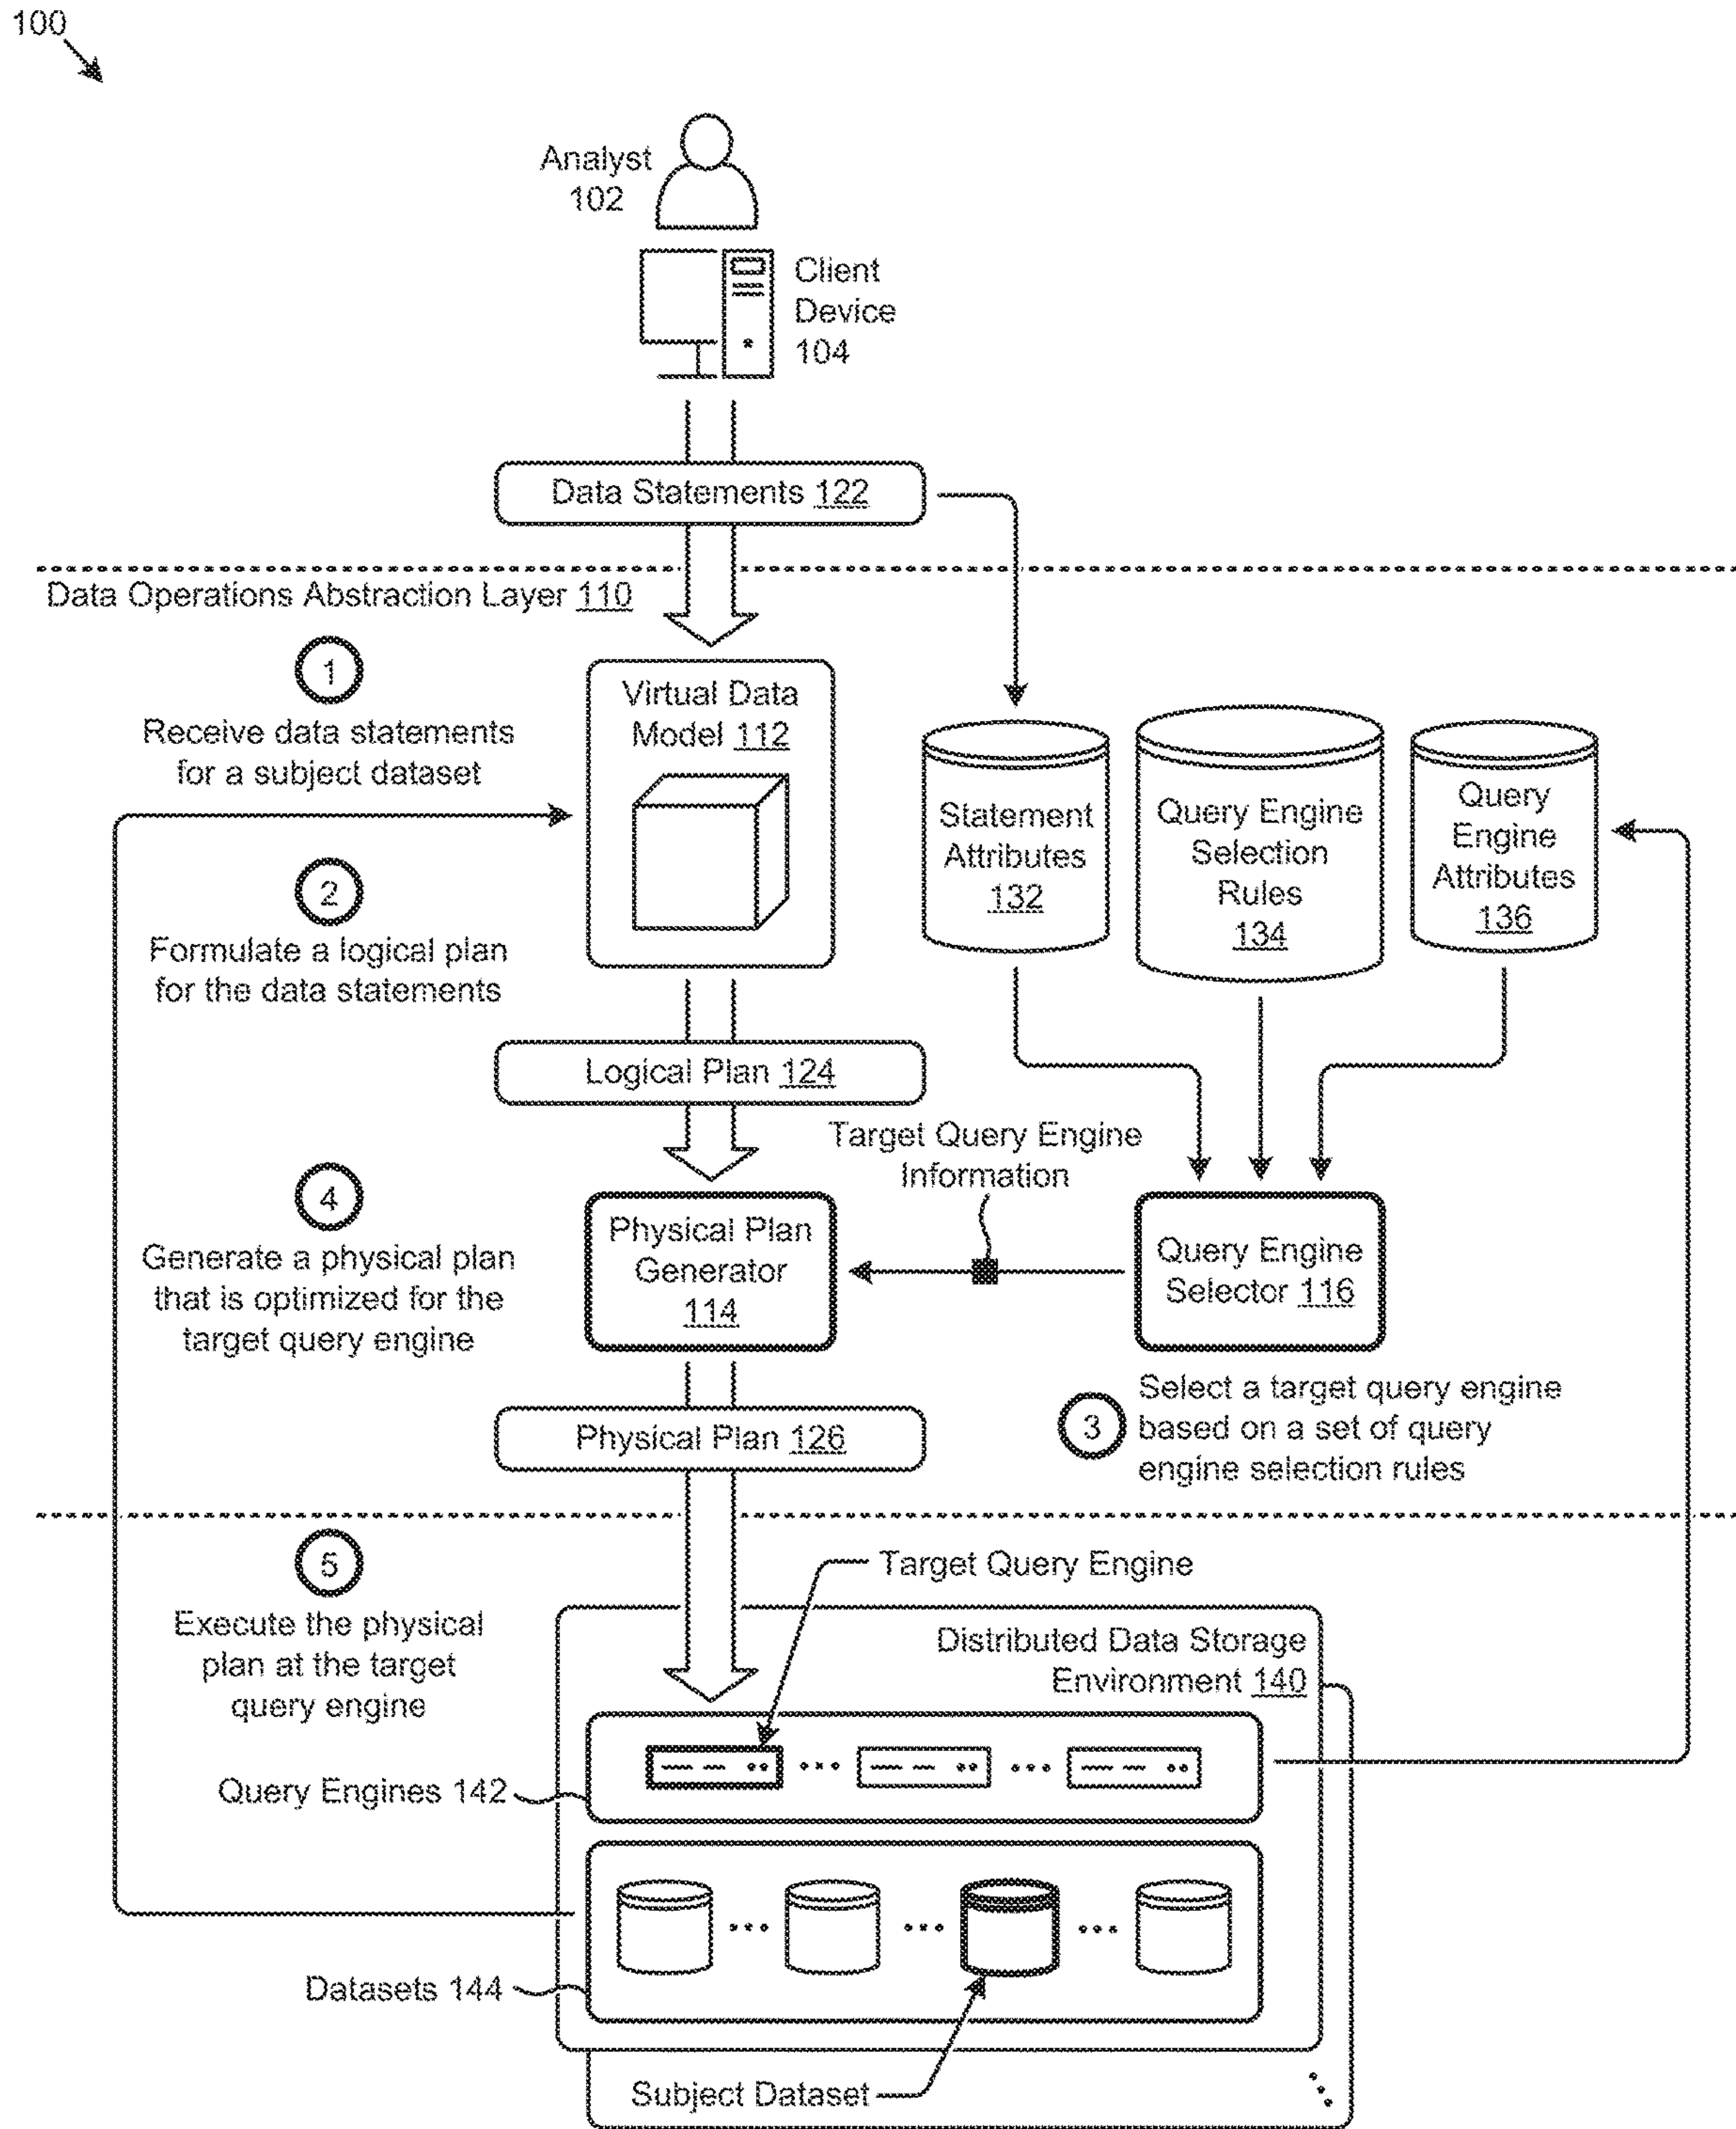 100
Analyst
102
Client
Device
104
Data Statements 122
Data Operations Abstraction Layer 110
1
Receive data statements
for a subject dataset
Virtual Data
Model 112
Statement
Attributes
132
Query Engine
Selection
Rules
134
Query
Engine
Attributes
136
2
Formulate a logical plan
for the data statements
Logical Plan 124
Target Query Engine
Information
4
Generate a physical plan
that is optimized for the
target query engine
Physical Plan
Generator
114
Query Engine
Selector 116
3
Select a target query engine
based on a set of query
engine selection rules
Physical Plan 126
5
Execute the physical
plan at the target
query engine
Target Query Engine
Distributed Data Storage
Environment 140
Query Engines 142
Datasets 144
Subject Dataset